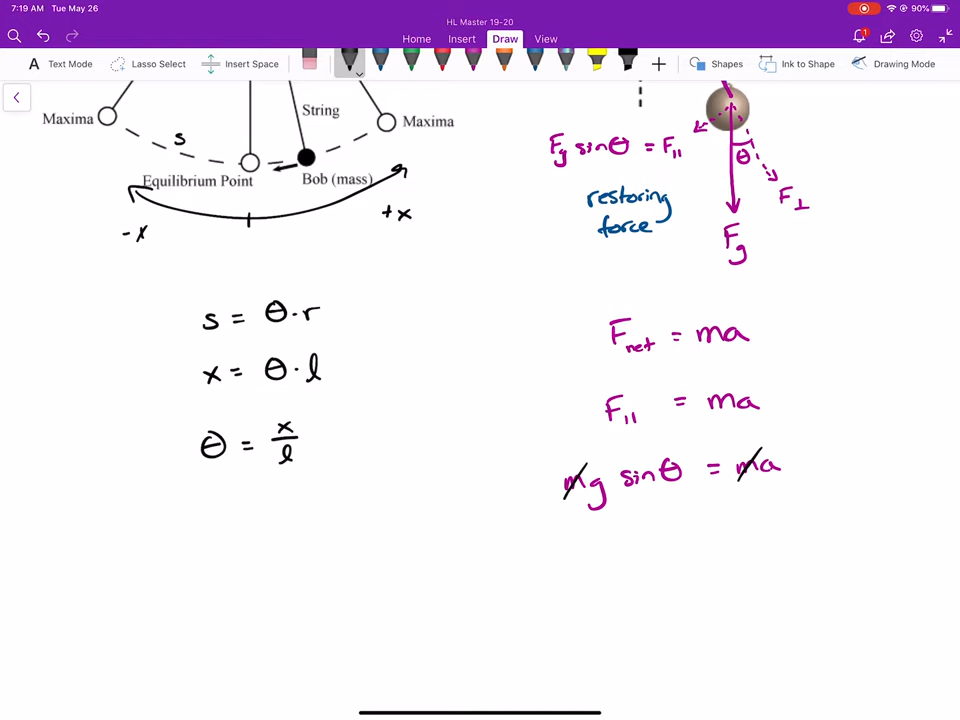 7:19 AM Tue May 26
90%
HL Master 19-20
Home Insert Draw View
1
A Text Mode Lasso Select Insert Space Shapes Ink to Shape Drawing Mode
Maxima
s
String
Maxima
Equilibrium Point
Bob (mass)
-x
+x
Fg sinθ = F||
θ
F⊥
restoring
force
Fg
s = θ·r
x = θ·l
θ = x/l
Fnet = ma
F|| = ma
mg sinθ = ma